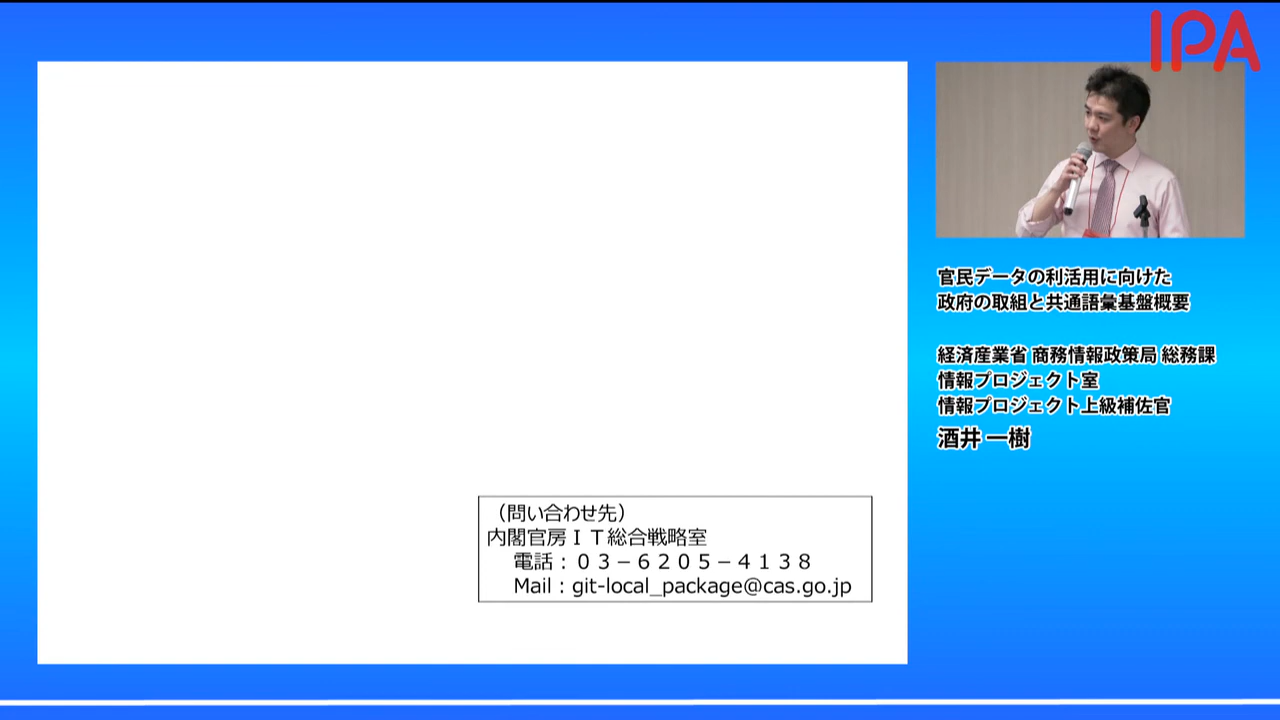 IPA
（問い合わせ先）
内閣官房ＩＴ総合戦略室
電話：０３－６２０５－４１３８
Mail：git-local_package@cas.go.jp
官民データの利活用に向けた
政府の取組と共通語彙基盤概要
経済産業省 商務情報政策局 総務課
情報プロジェクト室
情報プロジェクト上級補佐官
酒井 一樹